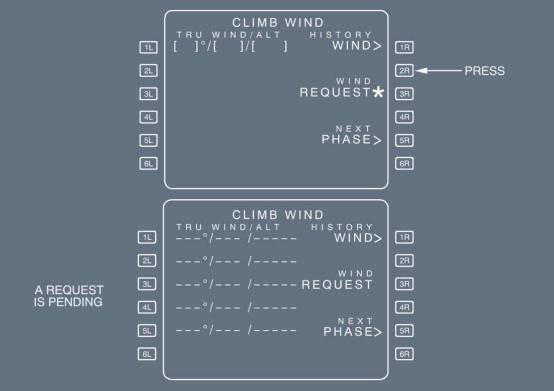 CLIMB WIND
TRU WIND/ALT HISTORY
1L [ ]°/[ ]/[ ] WIND> 1R
2L 2R PRESS
WIND
3L REQUEST* 3R
4L 4R
NEXT
5L PHASE> 5R
6L 6R
CLIMB WIND
TRU WIND/ALT HISTORY
1L ---°/--- /----- WIND> 1R
2L ---°/--- /----- 2R
WIND
A REQUEST
IS PENDING
3L ---°/--- /----- REQUEST 3R
4L ---°/--- /----- 4R
NEXT
5L ---°/--- /----- PHASE> 5R
6L 6R